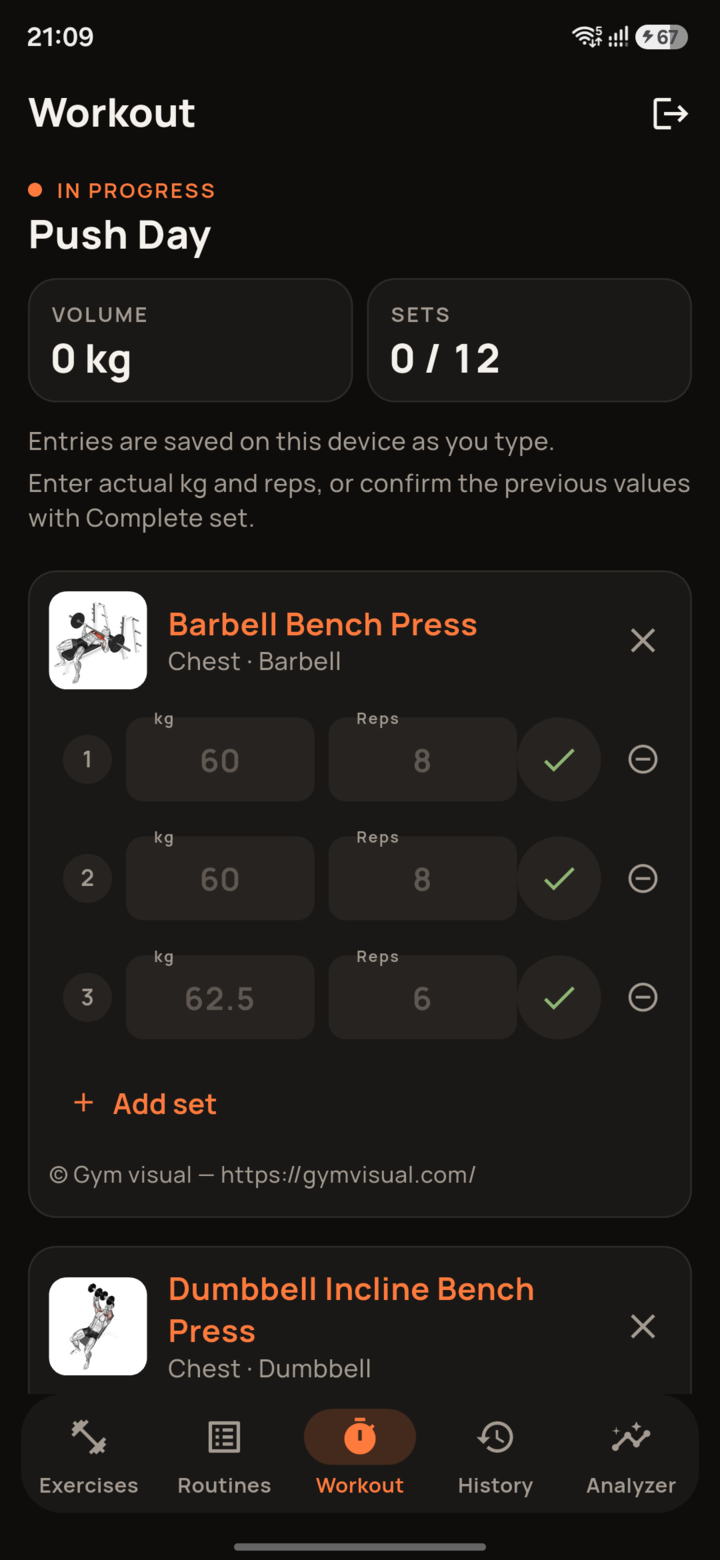 21:09
5
67
Workout
IN PROGRESS
Push Day
VOLUME
0 kg
SETS
0 / 12
Entries are saved on this device as you type.
Enter actual kg and reps, or confirm the previous values
with Complete set.
Barbell Bench Press
Chest · Barbell
kg
Reps
1
60
8
kg
Reps
2
60
8
kg
Reps
3
62.5
6
+ Add set
© Gym visual — https://gymvisual.com/
Dumbbell Incline Bench
Press
Chest · Dumbbell
Exercises
Routines
Workout
History
Analyzer